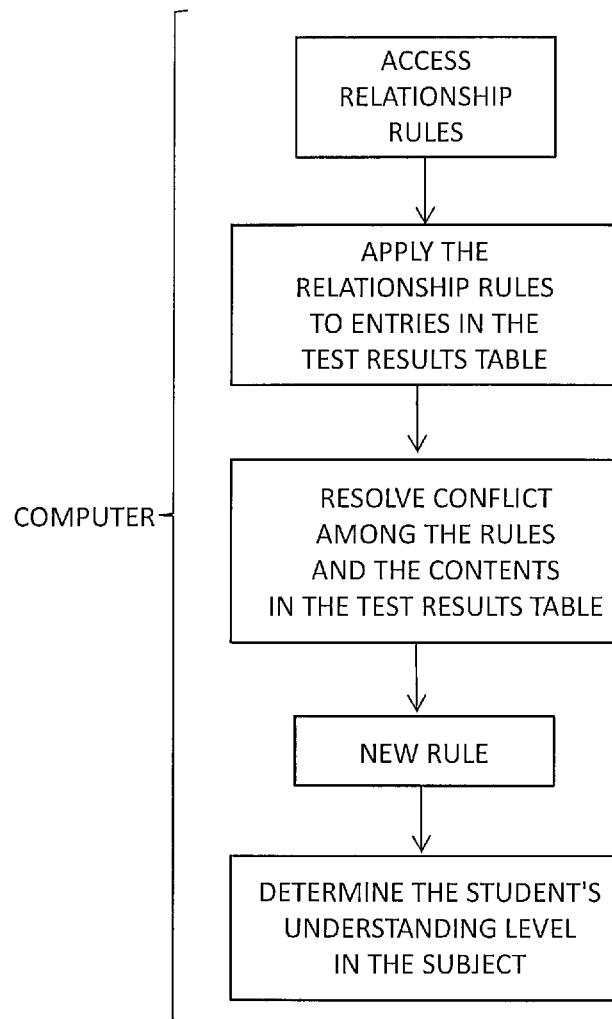 ACCESS
RELATIONSHIP
RULES
APPLY THE
RELATIONSHIP RULES
TO ENTRIES IN THE
TEST RESULTS TABLE
COMPUTER
RESOLVE CONFLICT
AMONG THE RULES
AND THE CONTENTS
IN THE TEST RESULTS TABLE
NEW RULE
DETERMINE THE STUDENT'S
UNDERSTANDING LEVEL
IN THE SUBJECT